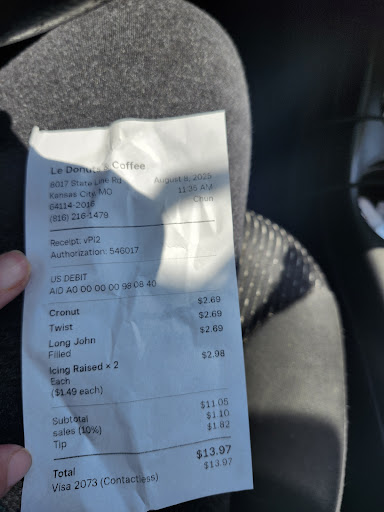 Le Donuts & Coffee
8017 State Line Rd
August 8, 2025
Kansas City, MO
11:35 AM
64114-2018
Chun
(816) 216-1479
Receipt: vPl2
Authorization: 546017
US DEBIT
AID A0 00 00 00 98 08 40
Cronut $2.69
Twist $2.69
Long John $2.69
Filled
Icing Raised × 2 $2.98
Each
($1.49 each)
Subtotal $11.05
sales (10%) $1.10
Tip $1.82
Total $13.97
Visa 2073 (Contactless) $13.97